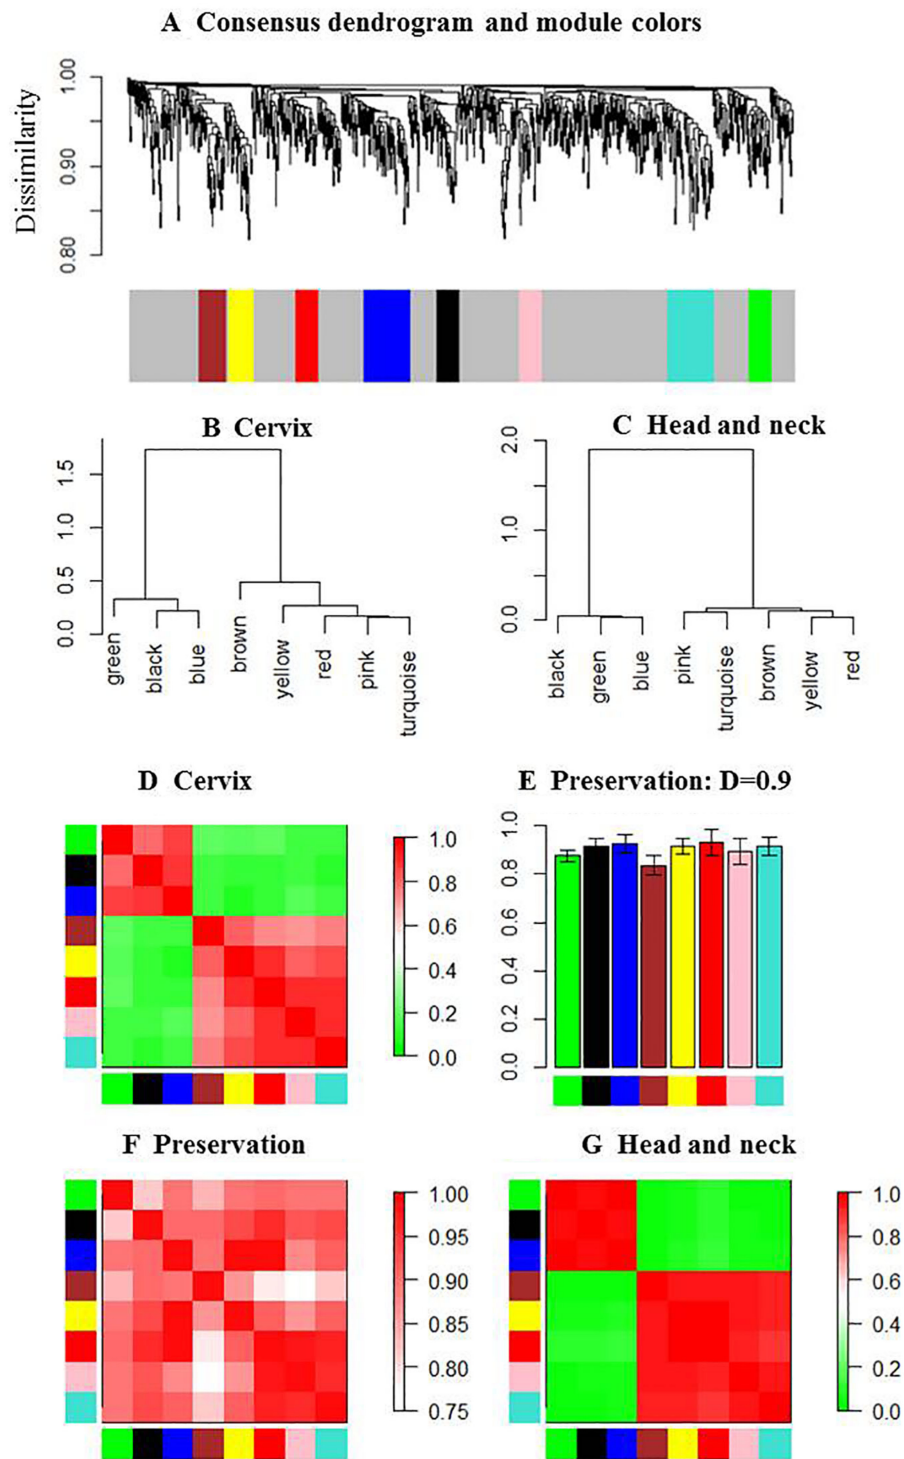 A Consensus dendrogram and module colors
Dissimilarity
1.00
0.90
0.80
B Cervix
1.5
1.0
0.5
0.0
green
black
blue
brown
yellow
red
pink
turquoise
C Head and neck
2.0
1.0
0.0
black
green
blue
pink
turquoise
brown
yellow
red
D Cervix
1.0
0.8
0.6
0.4
0.2
0.0
E Preservation: D=0.9
1.0
0.8
0.6
0.4
0.2
0.0
F Preservation
1.00
0.95
0.90
0.85
0.80
0.75
G Head and neck
1.0
0.8
0.6
0.4
0.2
0.0